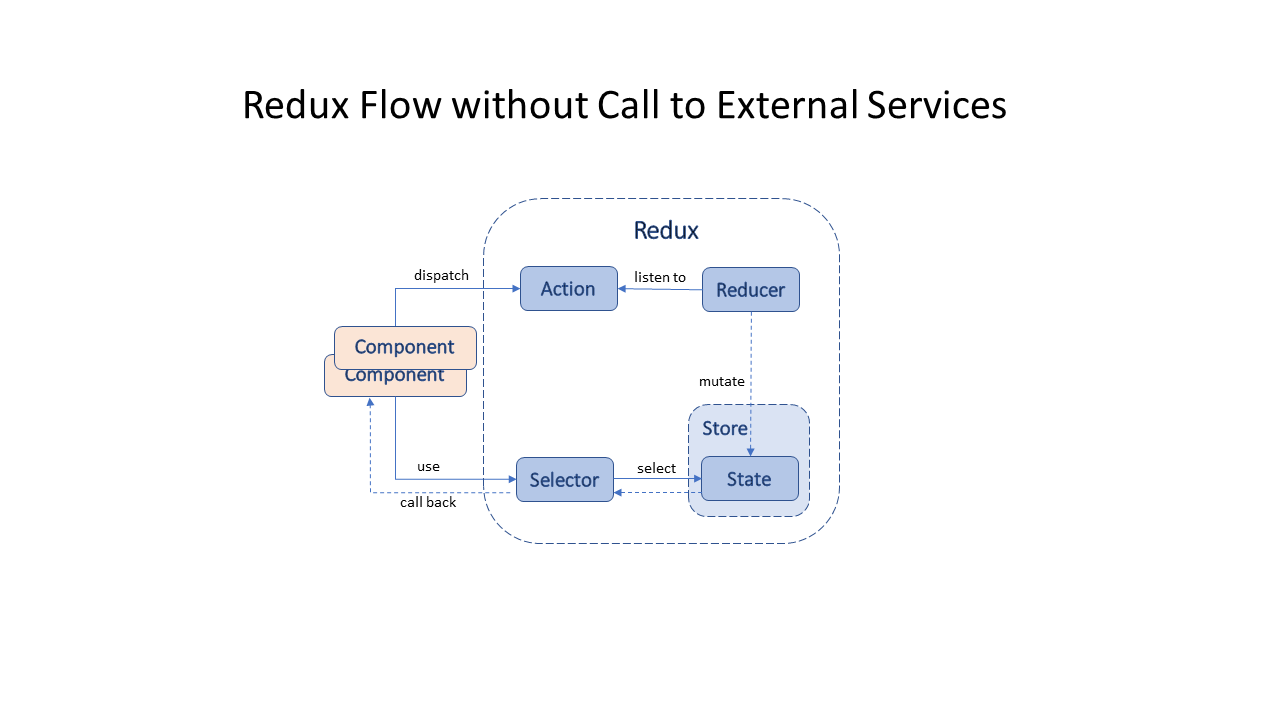 Redux Flow without Call to External Services
Redux
dispatch
Action
listen to
Reducer
Component
Component
mutate
Store
use
Selector
select
State
call back